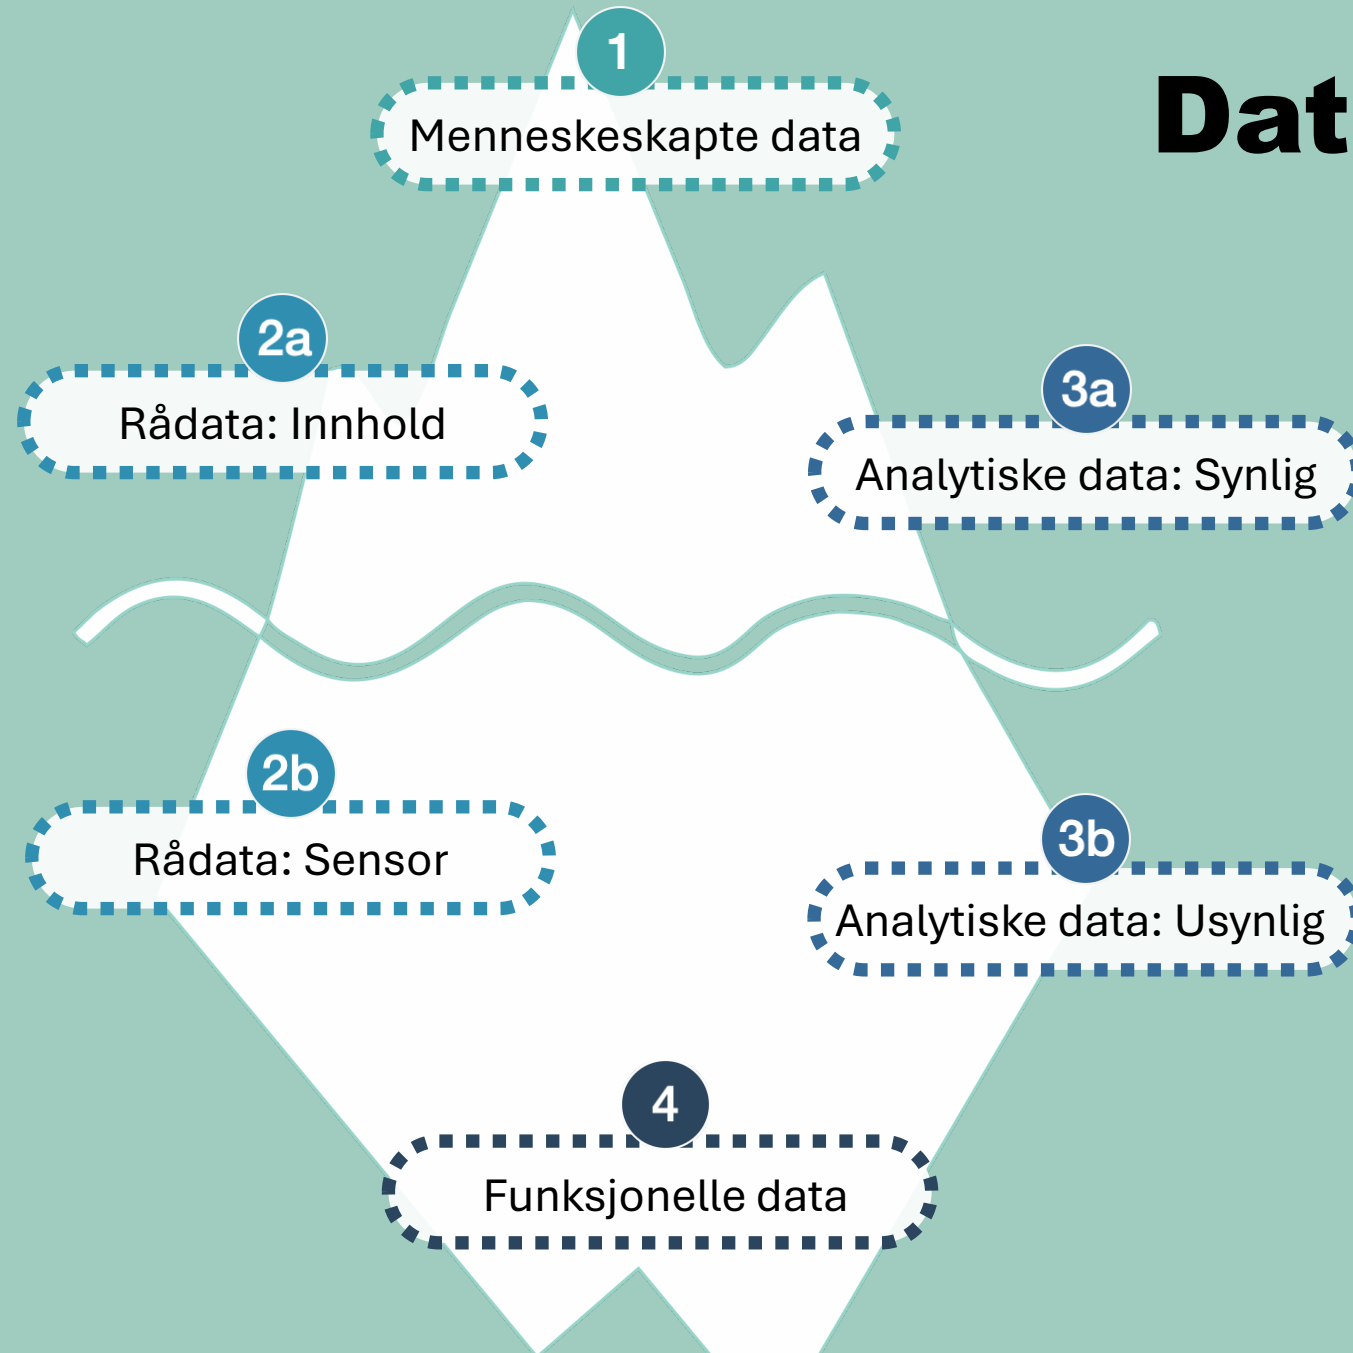 1
Menneskeskapte data
Dat
2a
Rådata: Innhold
3a
Analytiske data: Synlig
2b
Rådata: Sensor
3b
Analytiske data: Usynlig
4
Funksjonelle data